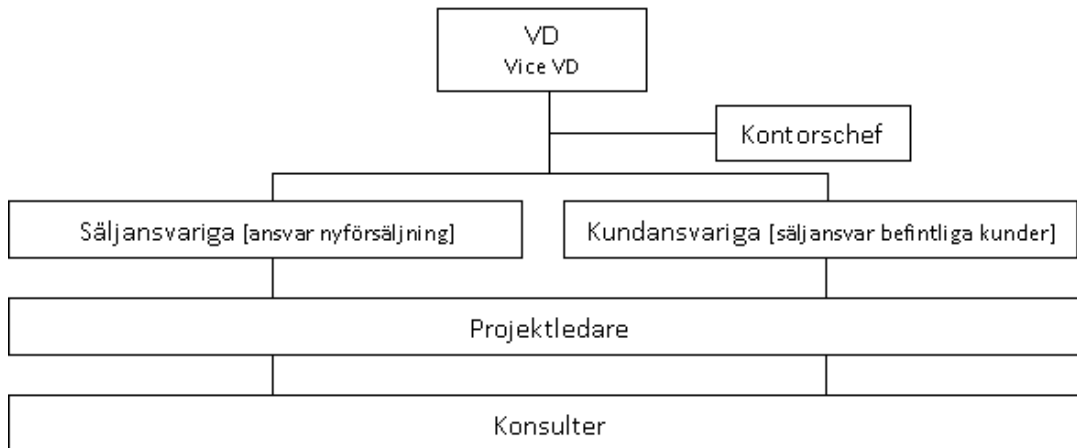 VD
Vice VD
Kontorschef
Säljansvariga [ansvar nyförsäljning]
Kundansvariga [säljansvar befintliga kunder]
Projektledare
Konsulter